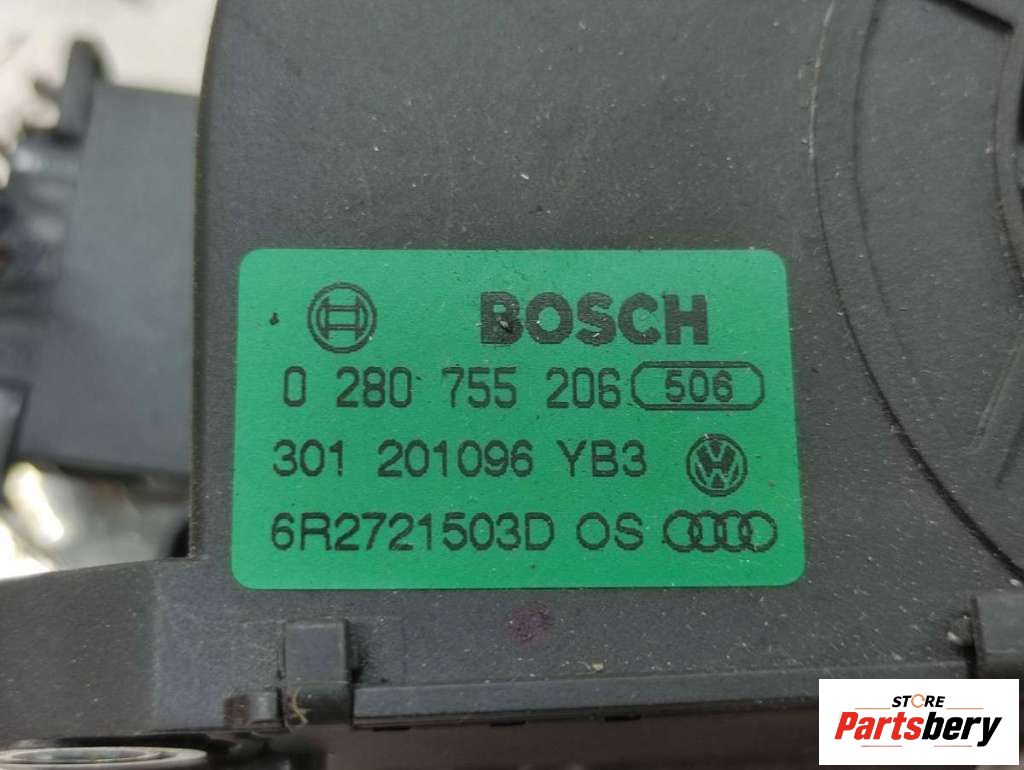 BOSCH
0 280 755 206 506
301 201096 YB3
6R2721503D OS
STORE
Partsbery